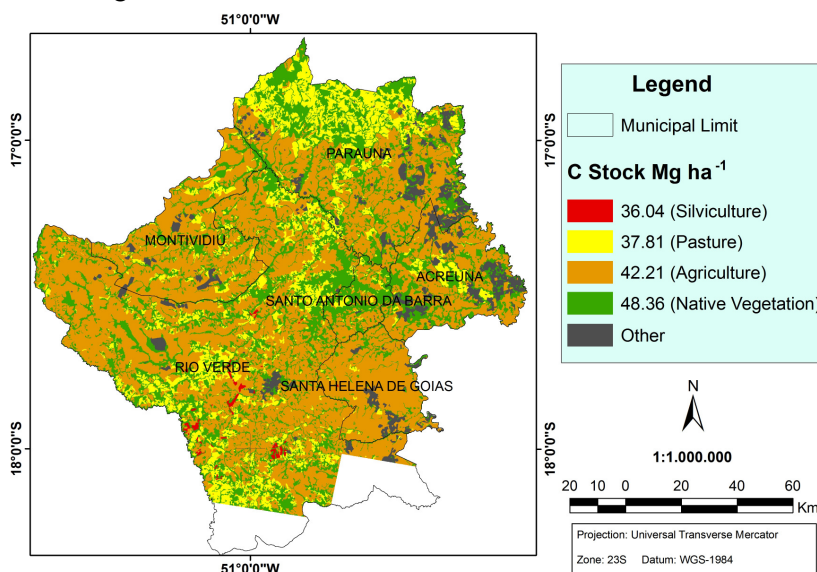 51°0'0"W
17°0'0"S
17°0'0"S
PARAUNA
MONTIVIDIU
ACREUNA
SANTO ANTONIO DA BARRA
RIO VERDE
SANTA HELENA DE GOIAS
18°0'0"S
18°0'0"S
51°0'0"W
Legend
Municipal Limit
C Stock Mg ha -1
36.04 (Silviculture)
37.81 (Pasture)
42.21 (Agriculture)
48.36 (Native Vegetation)
Other
N
1:1.000.000
20 10 0 20 40 60
Km
Projection: Universal Transverse Mercator
Zone: 23S Datum: WGS-1984